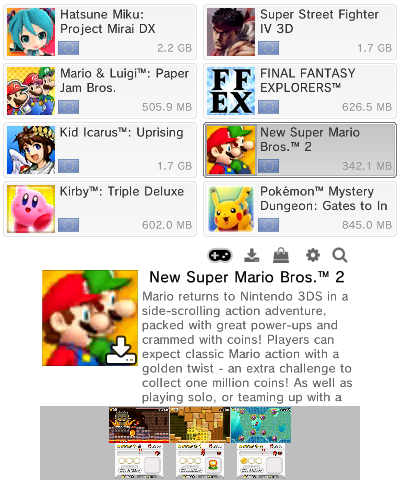 Hatsune Miku:
Project Mirai DX
2.2 GB
Super Street Fighter
IV 3D
1.7 GB
Mario & Luigi™: Paper
Jam Bros.
505.9 MB
FF
EX
FINAL FANTASY
EXPLORERS™
626.5 MB
Kid Icarus™: Uprising
1.7 GB
New Super Mario
Bros.™ 2
342.1 MB
Kirby™: Triple Deluxe
602.0 MB
Pokémon™ Mystery
Dungeon: Gates to In
845.0 MB
New Super Mario Bros.™ 2
Mario returns to Nintendo 3DS in a
side-scrolling action adventure,
packed with great power-ups and
crammed with coins! Players can
expect classic Mario action with a
golden twist - an extra challenge to
collect one million coins! As well as
playing solo, or teaming up with a